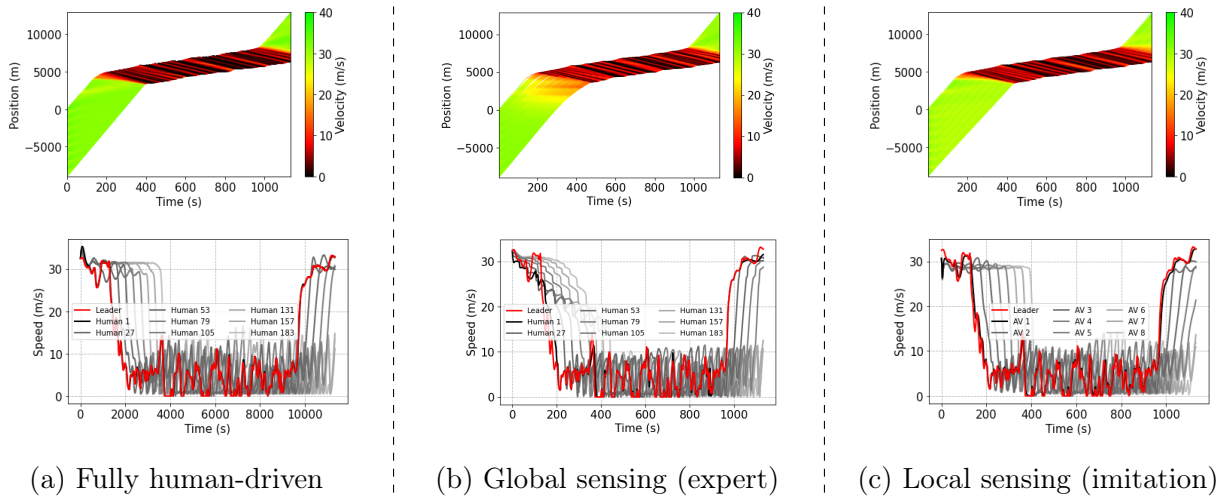 10000
5000
0
−5000
Position (m)
0 200 400 600 800 1000
Time (s)
40
30
20
10
0
Velocity (m/s)
10000
5000
0
−5000
Position (m)
200 400 600 800 1000
Time (s)
40
30
20
10
0
Velocity (m/s)
10000
5000
0
−5000
Position (m)
200 400 600 800 1000
Time (s)
40
30
20
10
0
Velocity (m/s)
30
20
10
0
Speed (m/s)
Leader Human 53 Human 131
Human 1 Human 79 Human 157
Human 27 Human 105 Human 183
0 2000 4000 6000 8000 10000
Time (s)
30
20
10
0
Speed (m/s)
Leader Human 53 Human 131
Human 1 Human 79 Human 157
Human 27 Human 105 Human 183
0 200 400 600 800 1000
Time (s)
30
20
10
0
Speed (m/s)
Leader AV 3 AV 6
AV 1 AV 4 AV 7
AV 2 AV 5 AV 8
0 200 400 600 800 1000
Time (s)
(a) Fully human-driven
(b) Global sensing (expert)
(c) Local sensing (imitation)